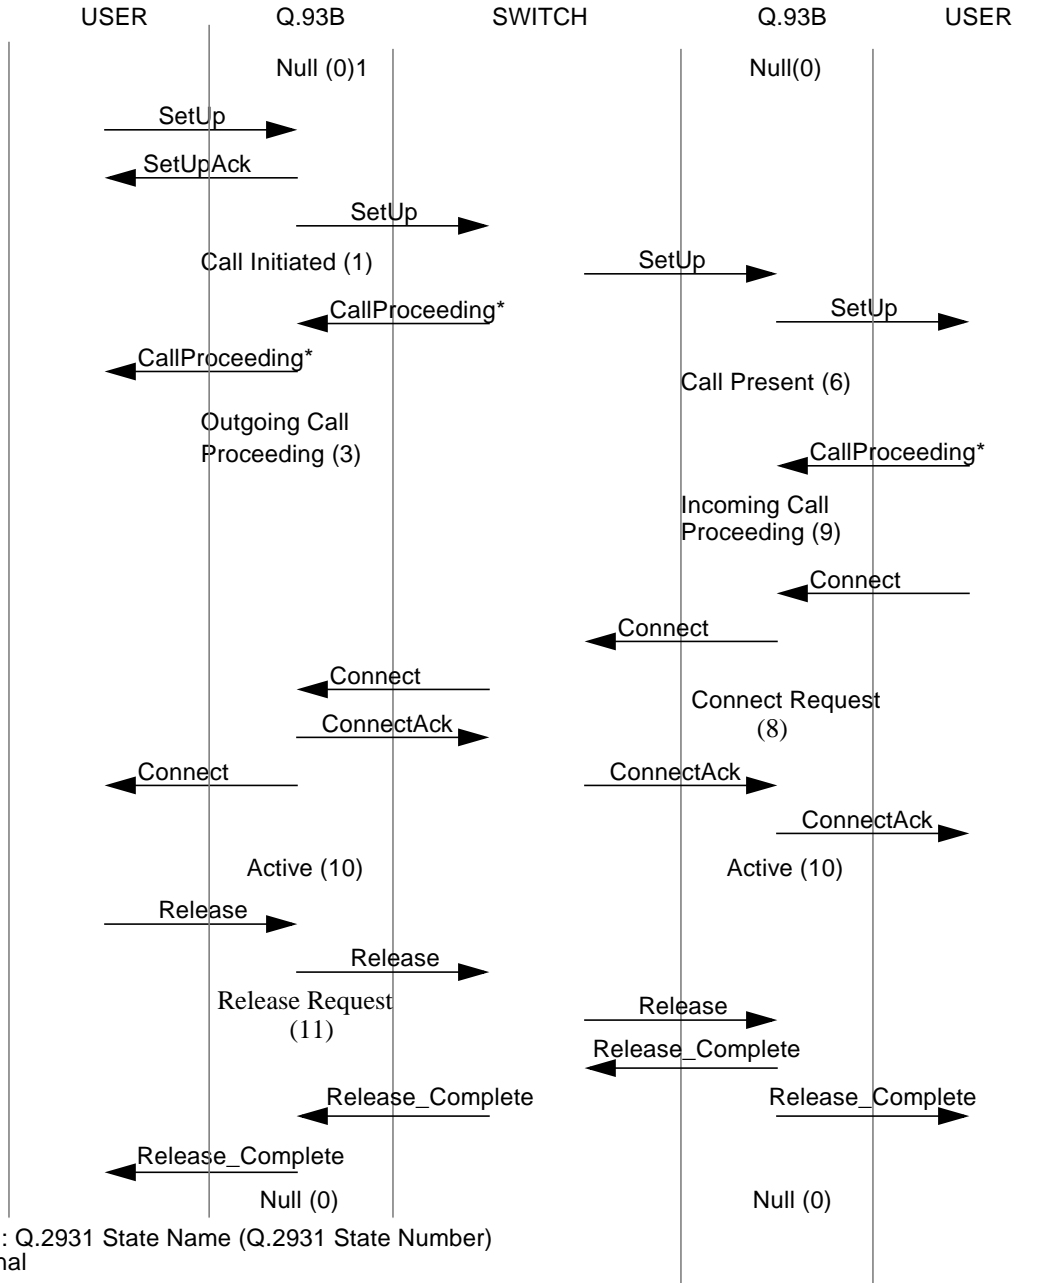 USER Q.93B SWITCH Q.93B USER
Null (0)1 Null(0)
SetUp
SetUpAck
SetUp
Call Initiated (1) SetUp
CallProceeding* SetUp
CallProceeding*
Call Present (6)
Outgoing Call
Proceeding (3) CallProceeding*
Incoming Call
Proceeding (9)
Connect
Connect
Connect
Connect Request
ConnectAck (8)
Connect ConnectAck
ConnectAck
Active (10) Active (10)
Release
Release
Release Request Release
(11)
Release_Complete
Release_Complete Release_Complete
Release_Complete
Null (0) Null (0)
: Q.2931 State Name (Q.2931 State Number)
nal